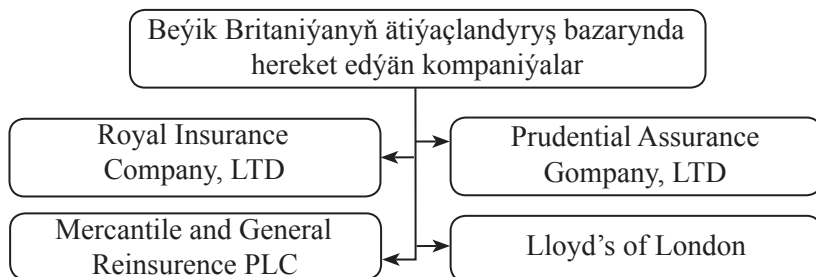 Beýik Britaniýanyň ätiýaçlandyryş bazarynda
hereket edýän kompaniýalar
Royal Insurance
Company, LTD
Prudential Assurance
Gompany, LTD
Mercantile and General
Reinsurence PLC
Lloyd’s of London